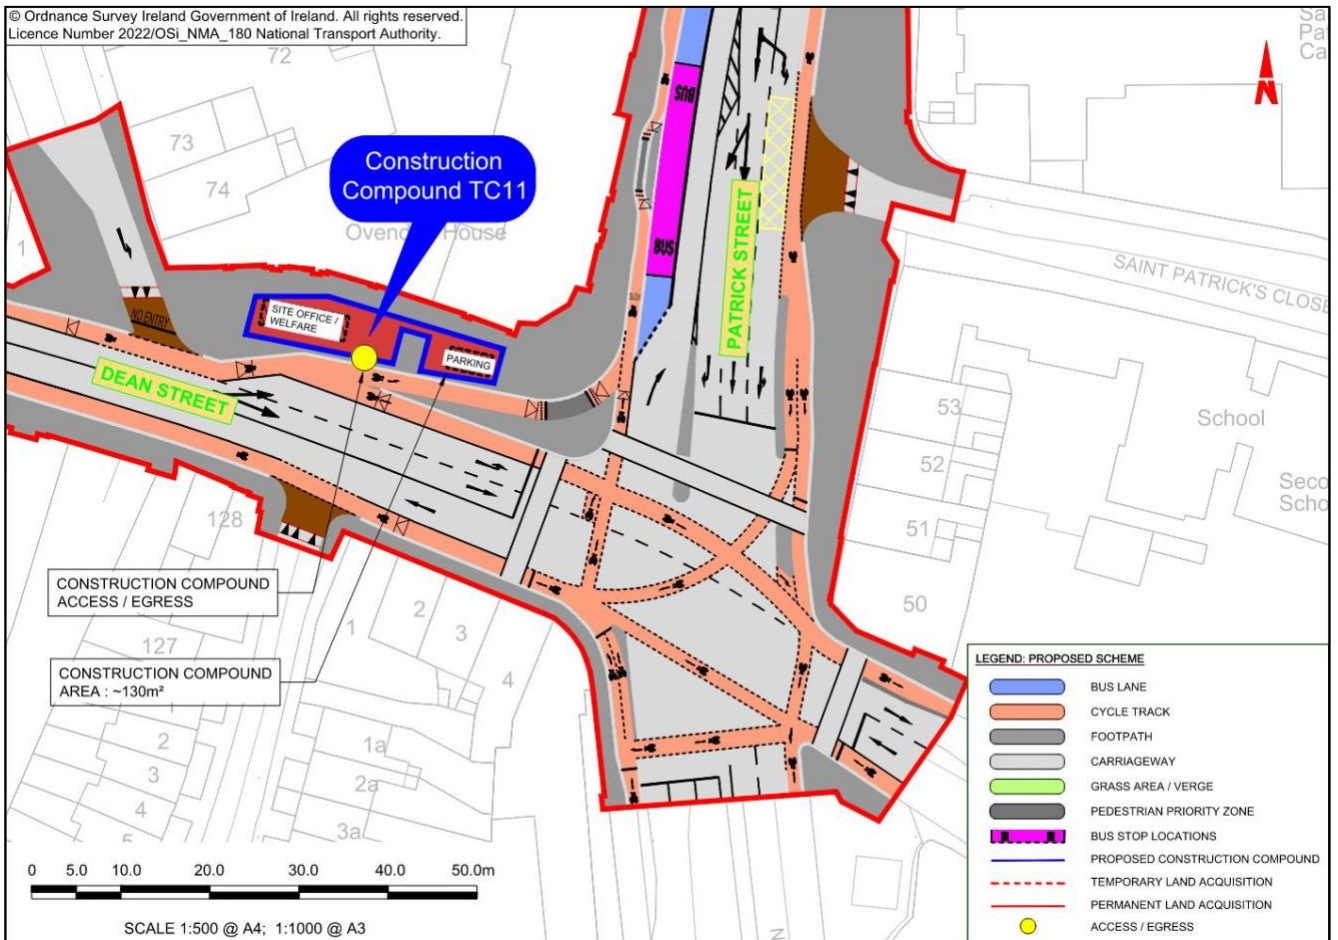 © Ordnance Survey Ireland Government of Ireland. All rights reserved.
Licence Number 2022/OSi_NMA_180 National Transport Authority.
72
73
74
1
Construction
Compound TC11
House
BUS
BUS
PATRICK STREET
N
SAINT PATRICK'S CLOSE
SITE OFFICE /
WELFARE
PARKING
NO ENTRY
DEAN STREET
53
52
51
50
School
128
CONSTRUCTION COMPOUND
ACCESS / EGRESS
127
CONSTRUCTION COMPOUND
AREA : ~130m²
1
2
3
4
2
3
4
1a
2a
3a
0 5.0 10.0 20.0 30.0 40.0 50.0m
SCALE 1:500 @ A4; 1:1000 @ A3
LEGEND: PROPOSED SCHEME
BUS LANE
CYCLE TRACK
FOOTPATH
CARRIAGEWAY
GRASS AREA / VERGE
PEDESTRIAN PRIORITY ZONE
BUS STOP LOCATIONS
PROPOSED CONSTRUCTION COMPOUND
TEMPORARY LAND ACQUISITION
PERMANENT LAND ACQUISITION
ACCESS / EGRESS